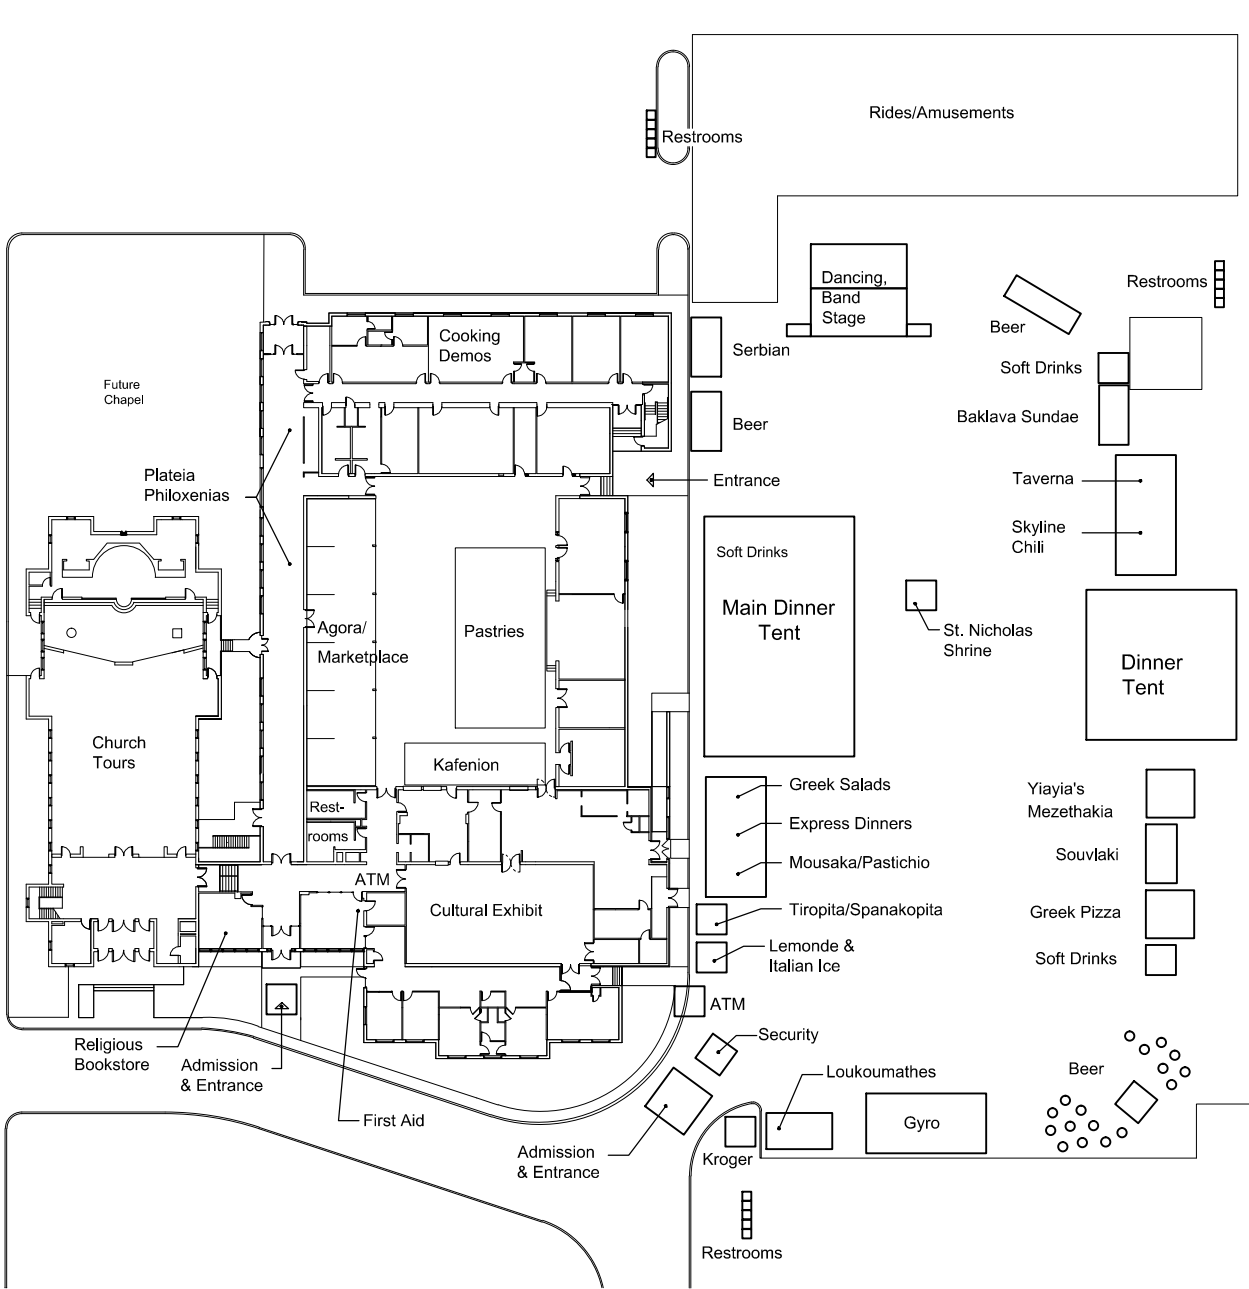 Rides/Amusements
Restrooms
Dancing,
Band
Stage
Restrooms
Beer
Serbian
Cooking
Demos
Soft Drinks
Future
Chapel
Beer
Baklava Sundae
Plateia
Philoxenias
Entrance
Taverna
Skyline
Chili
Soft Drinks
Main Dinner
Tent
Agora/
Marketplace
Pastries
St. Nicholas
Shrine
Dinner
Tent
Church
Tours
Kafenion
Greek Salads
Yiayia's
Mezethakia
Rest-
rooms
Express Dinners
Souvlaki
Mousaka/Pastichio
ATM
Cultural Exhibit
Tiropita/Spanakopita
Greek Pizza
Lemonde &
Italian Ice
Soft Drinks
ATM
Religious
Bookstore
Admission
& Entrance
Security
Loukoumathes
Beer
First Aid
Gyro
Admission
& Entrance
Kroger
Restrooms